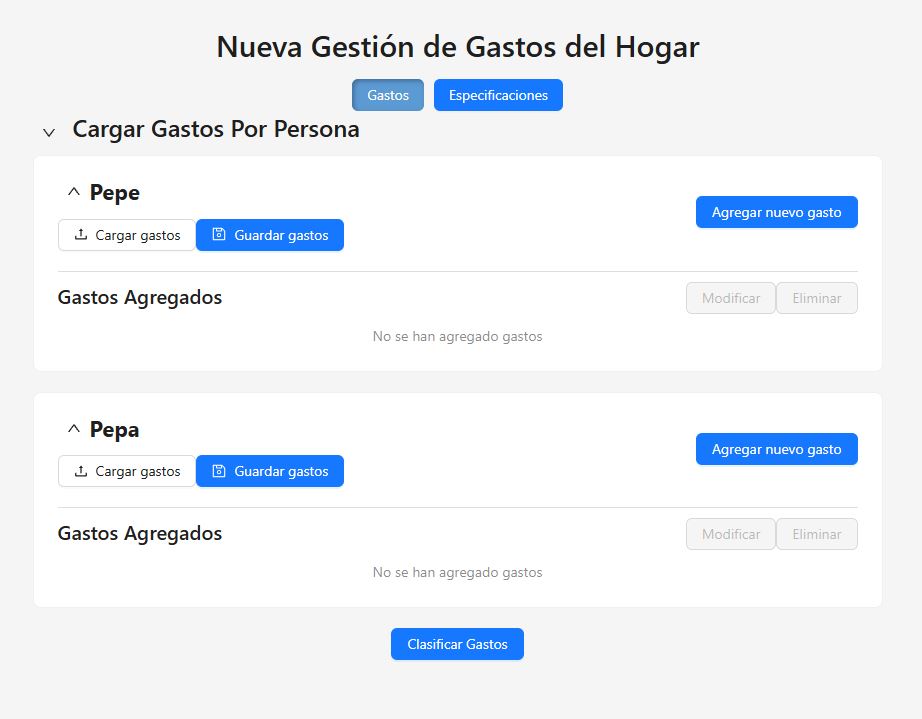 Nueva Gestión de Gastos del Hogar
Gastos Especificaciones
Cargar Gastos Por Persona
Pepe
Agregar nuevo gasto
Cargar gastos Guardar gastos
Gastos Agregados Modificar Eliminar
No se han agregado gastos
Pepa
Agregar nuevo gasto
Cargar gastos Guardar gastos
Gastos Agregados Modificar Eliminar
No se han agregado gastos
Clasificar Gastos